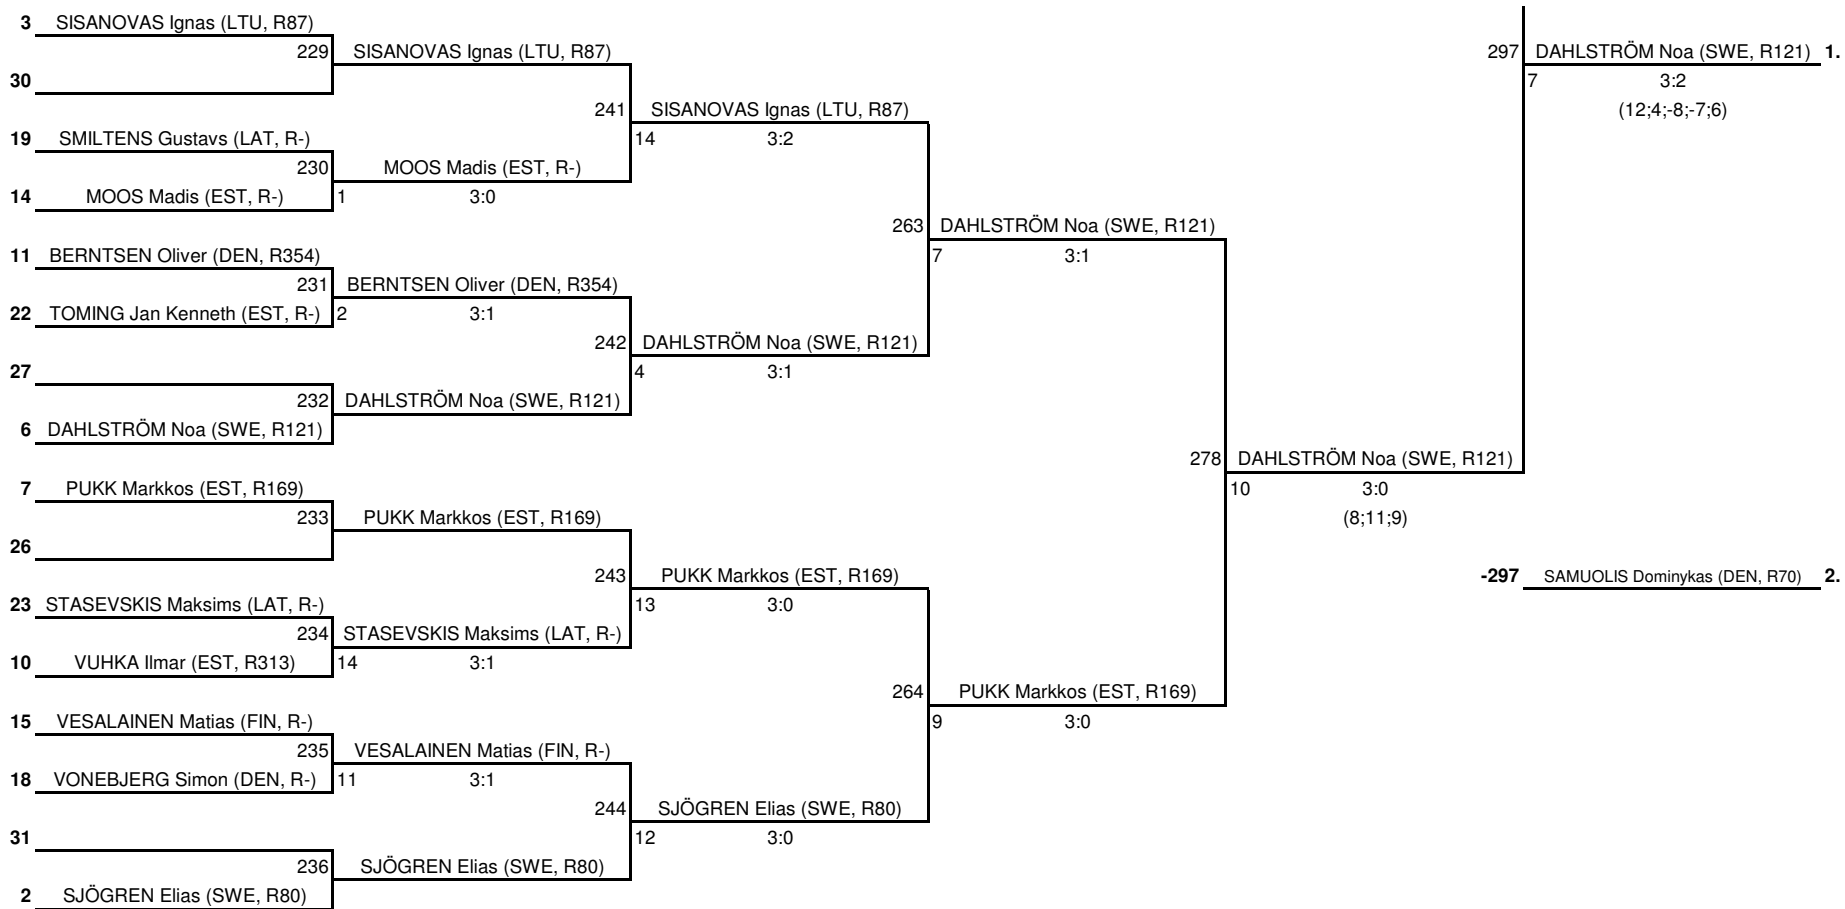 3 SISANOVAS Ignas (LTU, R87)
229 SISANOVAS Ignas (LTU, R87) 297 DAHLSTRÖM Noa (SWE, R121) 1.
30 7 3:2
241 SISANOVAS Ignas (LTU, R87) (12;4;-8;-7;6)
19 SMILTENS Gustavs (LAT, R-) 14 3:2
230 MOOS Madis (EST, R-)
14 MOOS Madis (EST, R-) 1 3:0
263 DAHLSTRÖM Noa (SWE, R121)
11 BERNTSEN Oliver (DEN, R354) 7 3:1
231 BERNTSEN Oliver (DEN, R354)
22 TOMING Jan Kenneth (EST, R-) 2 3:1
242 DAHLSTRÖM Noa (SWE, R121)
27 4 3:1
232 DAHLSTRÖM Noa (SWE, R121)
6 DAHLSTRÖM Noa (SWE, R121)
278 DAHLSTRÖM Noa (SWE, R121)
7 PUKK Markkos (EST, R169) 10 3:0
233 PUKK Markkos (EST, R169) (8;11;9)
26
243 PUKK Markkos (EST, R169) -297 SAMUOLIS Dominykas (DEN, R70) 2.
23 STASEVSKIS Maksims (LAT, R-) 13 3:0
234 STASEVSKIS Maksims (LAT, R-)
10 VUHKA Ilmar (EST, R313) 14 3:1
264 PUKK Markkos (EST, R169)
15 VESALAINEN Matias (FIN, R-) 9 3:0
235 VESALAINEN Matias (FIN, R-)
18 VONEBJERG Simon (DEN, R-) 11 3:1
244 SJÖGREN Elias (SWE, R80)
31 12 3:0
236 SJÖGREN Elias (SWE, R80)
2 SJÖGREN Elias (SWE, R80)